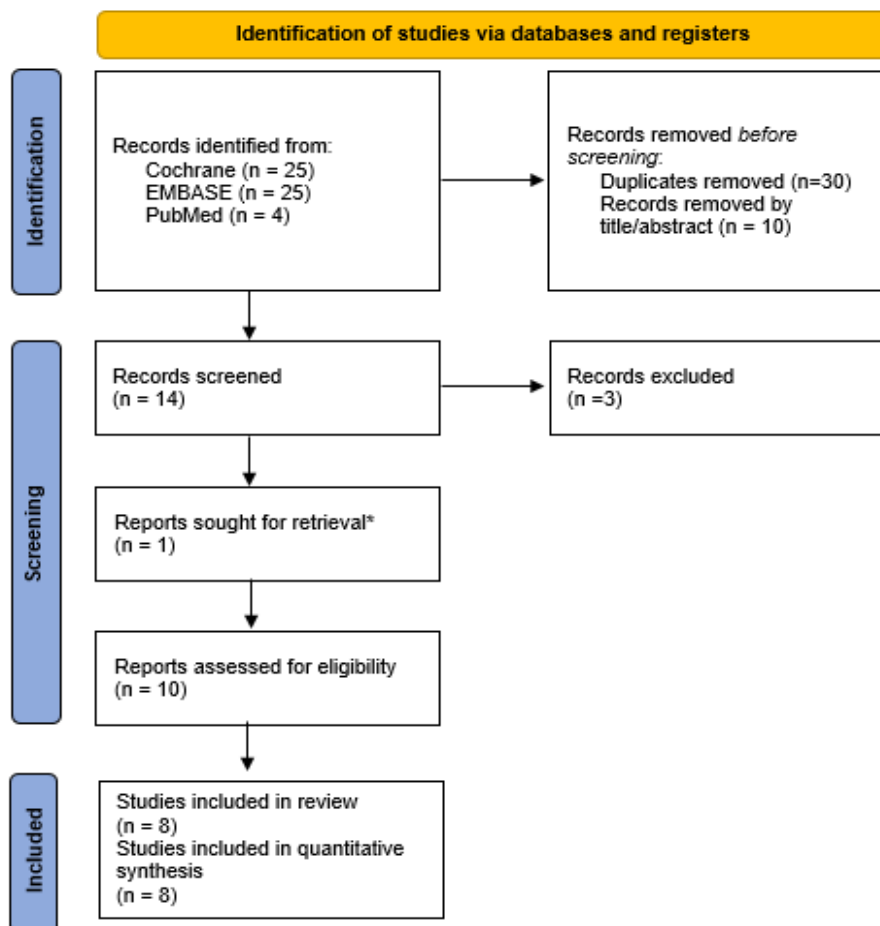 Identification of studies via databases and registers
Identification
Records identified from:
Cochrane (n = 25)
EMBASE (n = 25)
PubMed (n = 4)
Records removed before
screening:
Duplicates removed (n=30)
Records removed by
title/abstract (n = 10)
Screening
Records screened
(n = 14)
Records excluded
(n =3)
Reports sought for retrieval*
(n = 1)
Reports assessed for eligibility
(n = 10)
Included
Studies included in review
(n = 8)
Studies included in quantitative
synthesis
(n = 8)